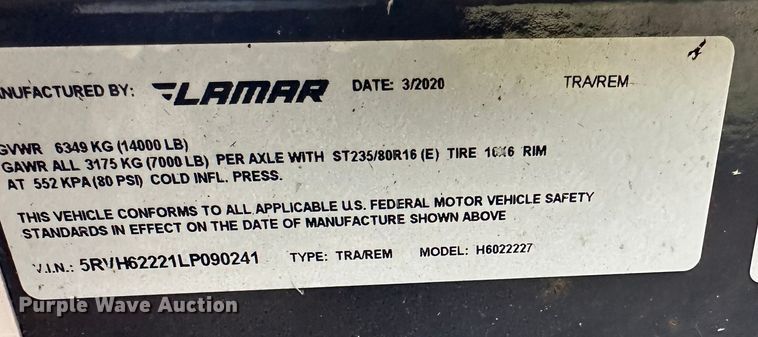 MANUFACTURED BY: LAMAR DATE: 3/2020 TRA/REM
GVWR 6349 KG (14000 LB)
GAWR ALL 3175 KG (7000 LB) PER AXLE WITH ST235/80R16 (E) TIRE 16X6 RIM
AT 552 KPA (80 PSI) COLD INFL. PRESS.
THIS VEHICLE CONFORMS TO ALL APPLICABLE U.S. FEDERAL MOTOR VEHICLE SAFETY
STANDARDS IN EFFECT ON THE DATE OF MANUFACTURE SHOWN ABOVE
V.I.N.: 5RVH62221LP090241 TYPE: TRA/REM MODEL: H6022227
Purple Wave Auction